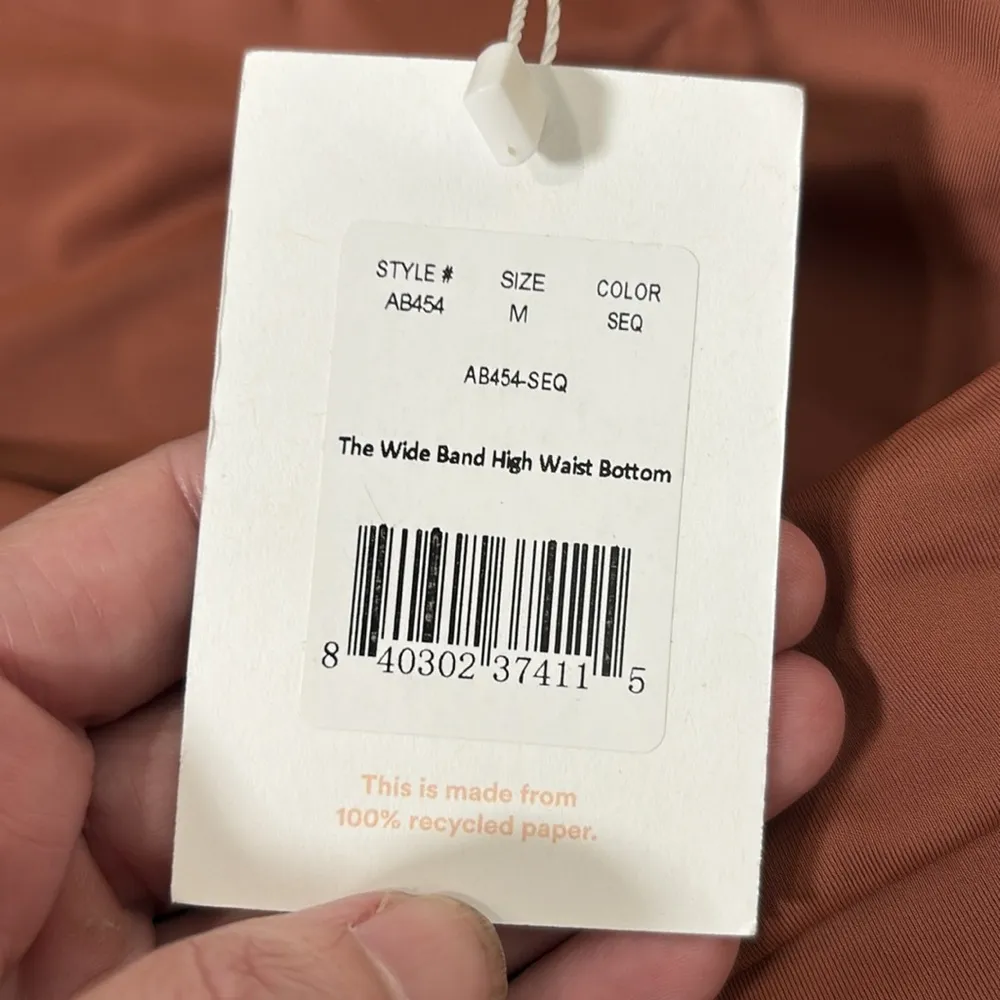 STYLE # SIZE COLOR
AB454 M SEQ
AB454-SEQ
The Wide Band High Waist Bottom
8 40302 37411 5
This is made from
100% recycled paper.